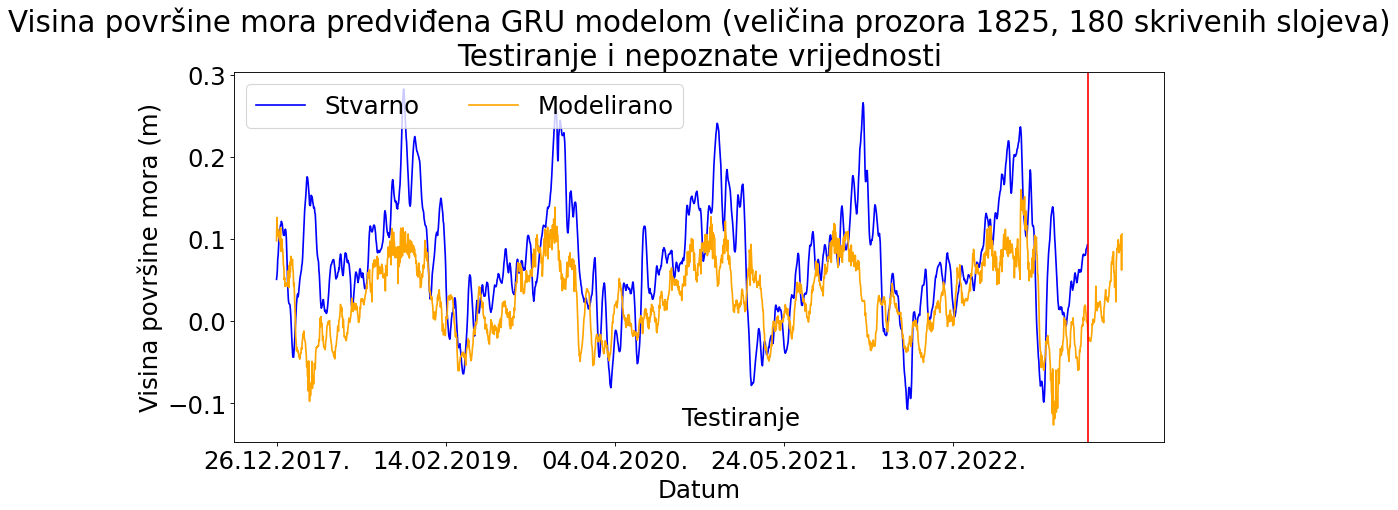 Visina površine mora predviđena GRU modelom (veličina prozora 1825, 180 skrivenih slojeva)
Testiranje i nepoznate vrijednosti
Stvarno Modelirano
Visina površine mora (m)
0.3
0.2
0.1
0.0
−0.1
Testiranje
26.12.2017. 14.02.2019. 04.04.2020. 24.05.2021. 13.07.2022.
Datum